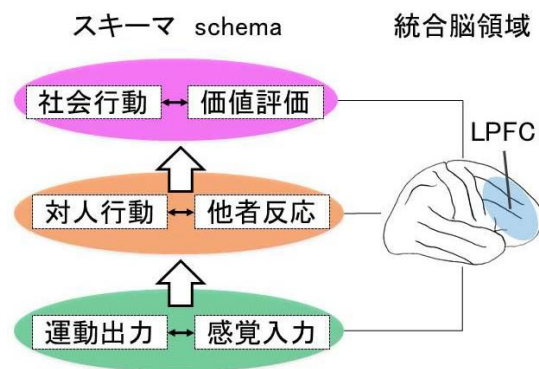 スキーマ schema
統合脳領域
社会行動 ↔ 価値評価
LPFC
対人行動 ↔ 他者反応
運動出力 ↔ 感覚入力